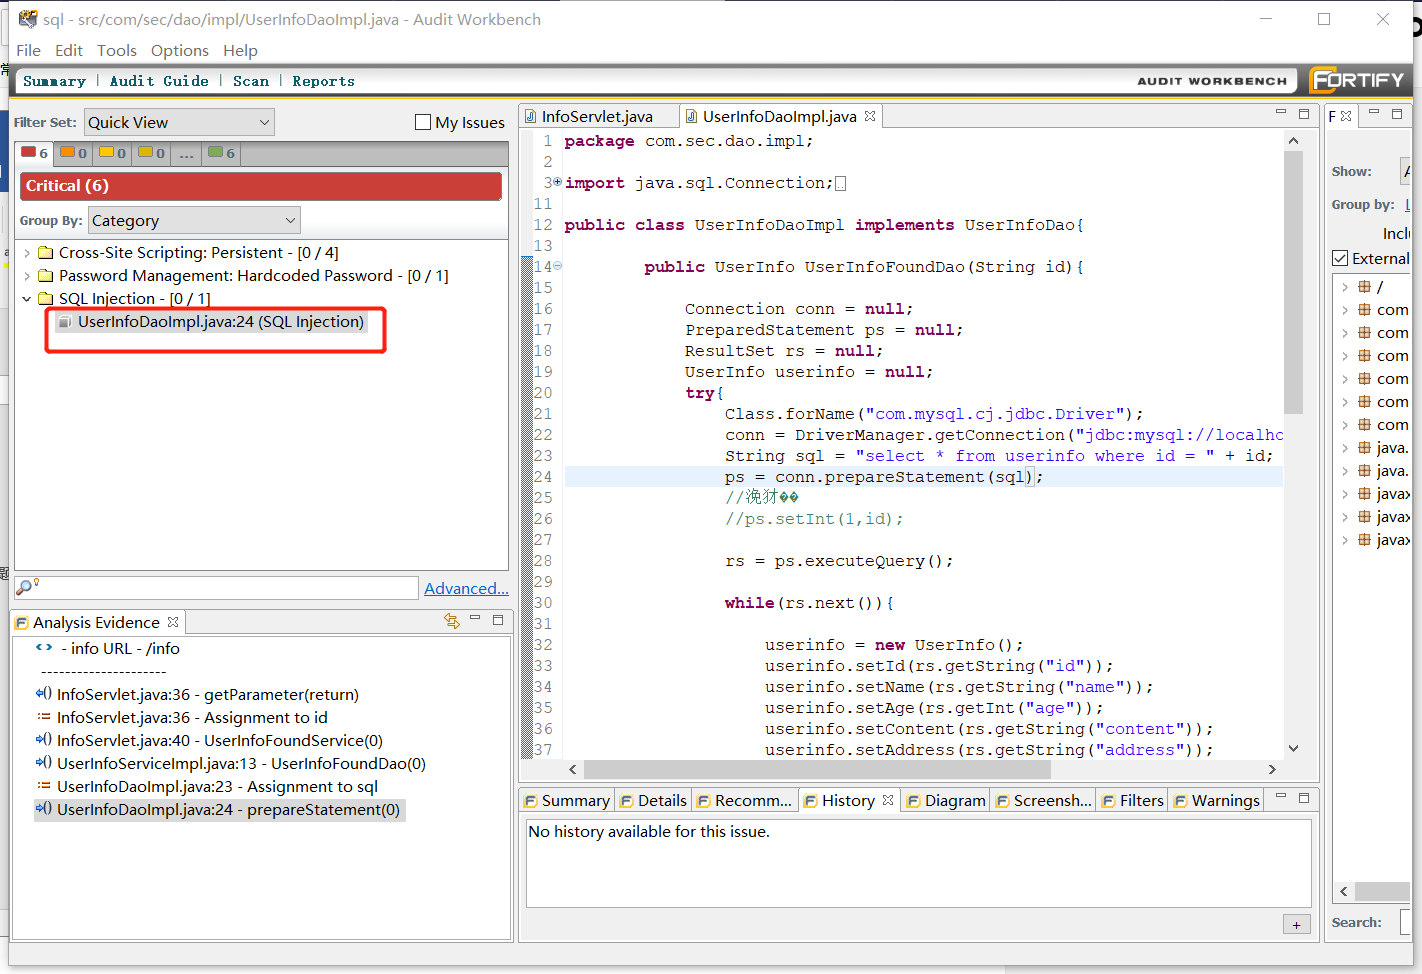 sql - src/com/sec/dao/impl/UserInfoDaoImpl.java - Audit Workbench
File Edit Tools Options Help
Summary | Audit Guide | Scan | Reports
AUDIT WORKBENCH FORTIFY
Filter Set: Quick View My Issues
6 0 0 0 ... 6
Critical (6)
Group By: Category
Cross-Site Scripting: Persistent - [0 / 4]
Password Management: Hardcoded Password - [0 / 1]
SQL Injection - [0 / 1]
UserInfoDaoImpl.java:24 (SQL Injection)
Advanced...
Analysis Evidence
<> - info URL - /info
---------------------
InfoServlet.java:36 - getParameter(return)
InfoServlet.java:36 - Assignment to id
InfoServlet.java:40 - UserInfoFoundService(0)
UserInfoServiceImpl.java:13 - UserInfoFoundDao(0)
UserInfoDaoImpl.java:23 - Assignment to sql
UserInfoDaoImpl.java:24 - prepareStatement(0)
InfoServlet.java UserInfoDaoImpl.java
1 package com.sec.dao.impl;
2
3 import java.sql.Connection;
11
12 public class UserInfoDaoImpl implements UserInfoDao{
13
14 public UserInfo UserInfoFoundDao(String id){
15
16 Connection conn = null;
17 PreparedStatement ps = null;
18 ResultSet rs = null;
19 UserInfo userinfo = null;
20 try{
21 Class.forName("com.mysql.cj.jdbc.Driver");
22 conn = DriverManager.getConnection("jdbc:mysql://localho
23 String sql = "select * from userinfo where id = " + id;
24 ps = conn.prepareStatement(sql);
25 //浼犲��
26 //ps.setInt(1,id);
27
28 rs = ps.executeQuery();
29
30 while(rs.next()){
31
32 userinfo = new UserInfo();
33 userinfo.setId(rs.getString("id"));
34 userinfo.setName(rs.getString("name"));
35 userinfo.setAge(rs.getInt("age"));
36 userinfo.setContent(rs.getString("content"));
37 userinfo.setAddress(rs.getString("address"));
Summary Details Recomm... History Diagram Screensh... Filters Warnings
No history available for this issue.
+
F
Show: A
Group by:
Inclu
External
/
com
com
com
com
com
com
java.
java.
javax
javax
javax
Search: